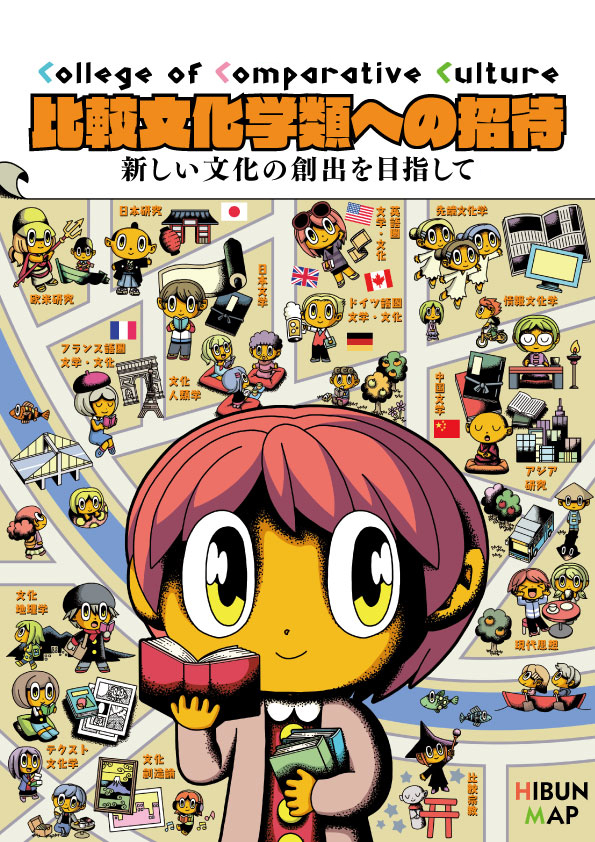 College of Comparative Culture
比較文化学類への招待
新しい文化の創出を目指して
日本研究
英語圏
文学・文化
先端文化学
欧米研究
日本文学
ドイツ語圏
文学・文化
情報文化学
フランス語圏
文学・文化
文化
人類学
中国文学
アジア
研究
文化
地理学
現代思想
テクスト
文化学
文化
創造論
比較宗教
HIBUN
MAP